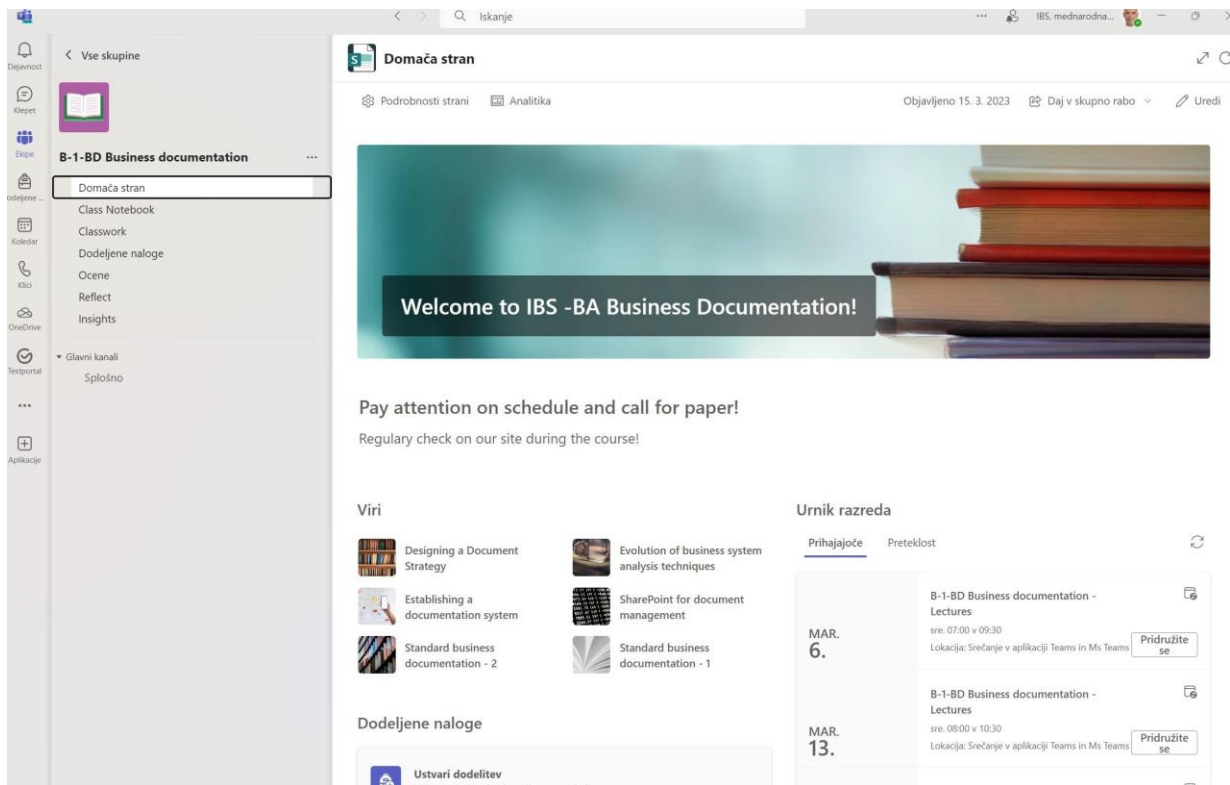 Iskanje
IBS, mednarodna...
Dejavnost
Klepet
Ekipe
odeljene ...
Koledar
Klici
OneDrive
Testportal
Aplikacije
Vse skupine
B-1-BD Business documentation
Domača stran
Class Notebook
Classwork
Dodeljene naloge
Ocene
Reflect
Insights
Glavni kanali
Splošno
Domača stran
Podrobnosti strani
Analitika
Objavljeno 15. 3. 2023
Daj v skupno rabo
Uredi
Welcome to IBS -BA Business Documentation!
Pay attention on schedule and call for paper!
Regulary check on our site during the course!
Viri
Designing a Document
Strategy
Evolution of business system
analysis techniques
Establishing a
documentation system
SharePoint for document
management
Standard business
documentation - 2
Standard business
documentation - 1
Dodeljene naloge
Ustvari dodelitev
Urnik razreda
Prihajajoče
Preteklost
MAR.
6.
B-1-BD Business documentation -
Lectures
sre. 07:00 v 09:30
Lokacija: Srečanje v aplikaciji Teams in Ms Teams
Pridružite
se
MAR.
13.
B-1-BD Business documentation -
Lectures
sre. 08:00 v 10:30
Lokacija: Srečanje v aplikaciji Teams in Ms Teams
Pridružite
se